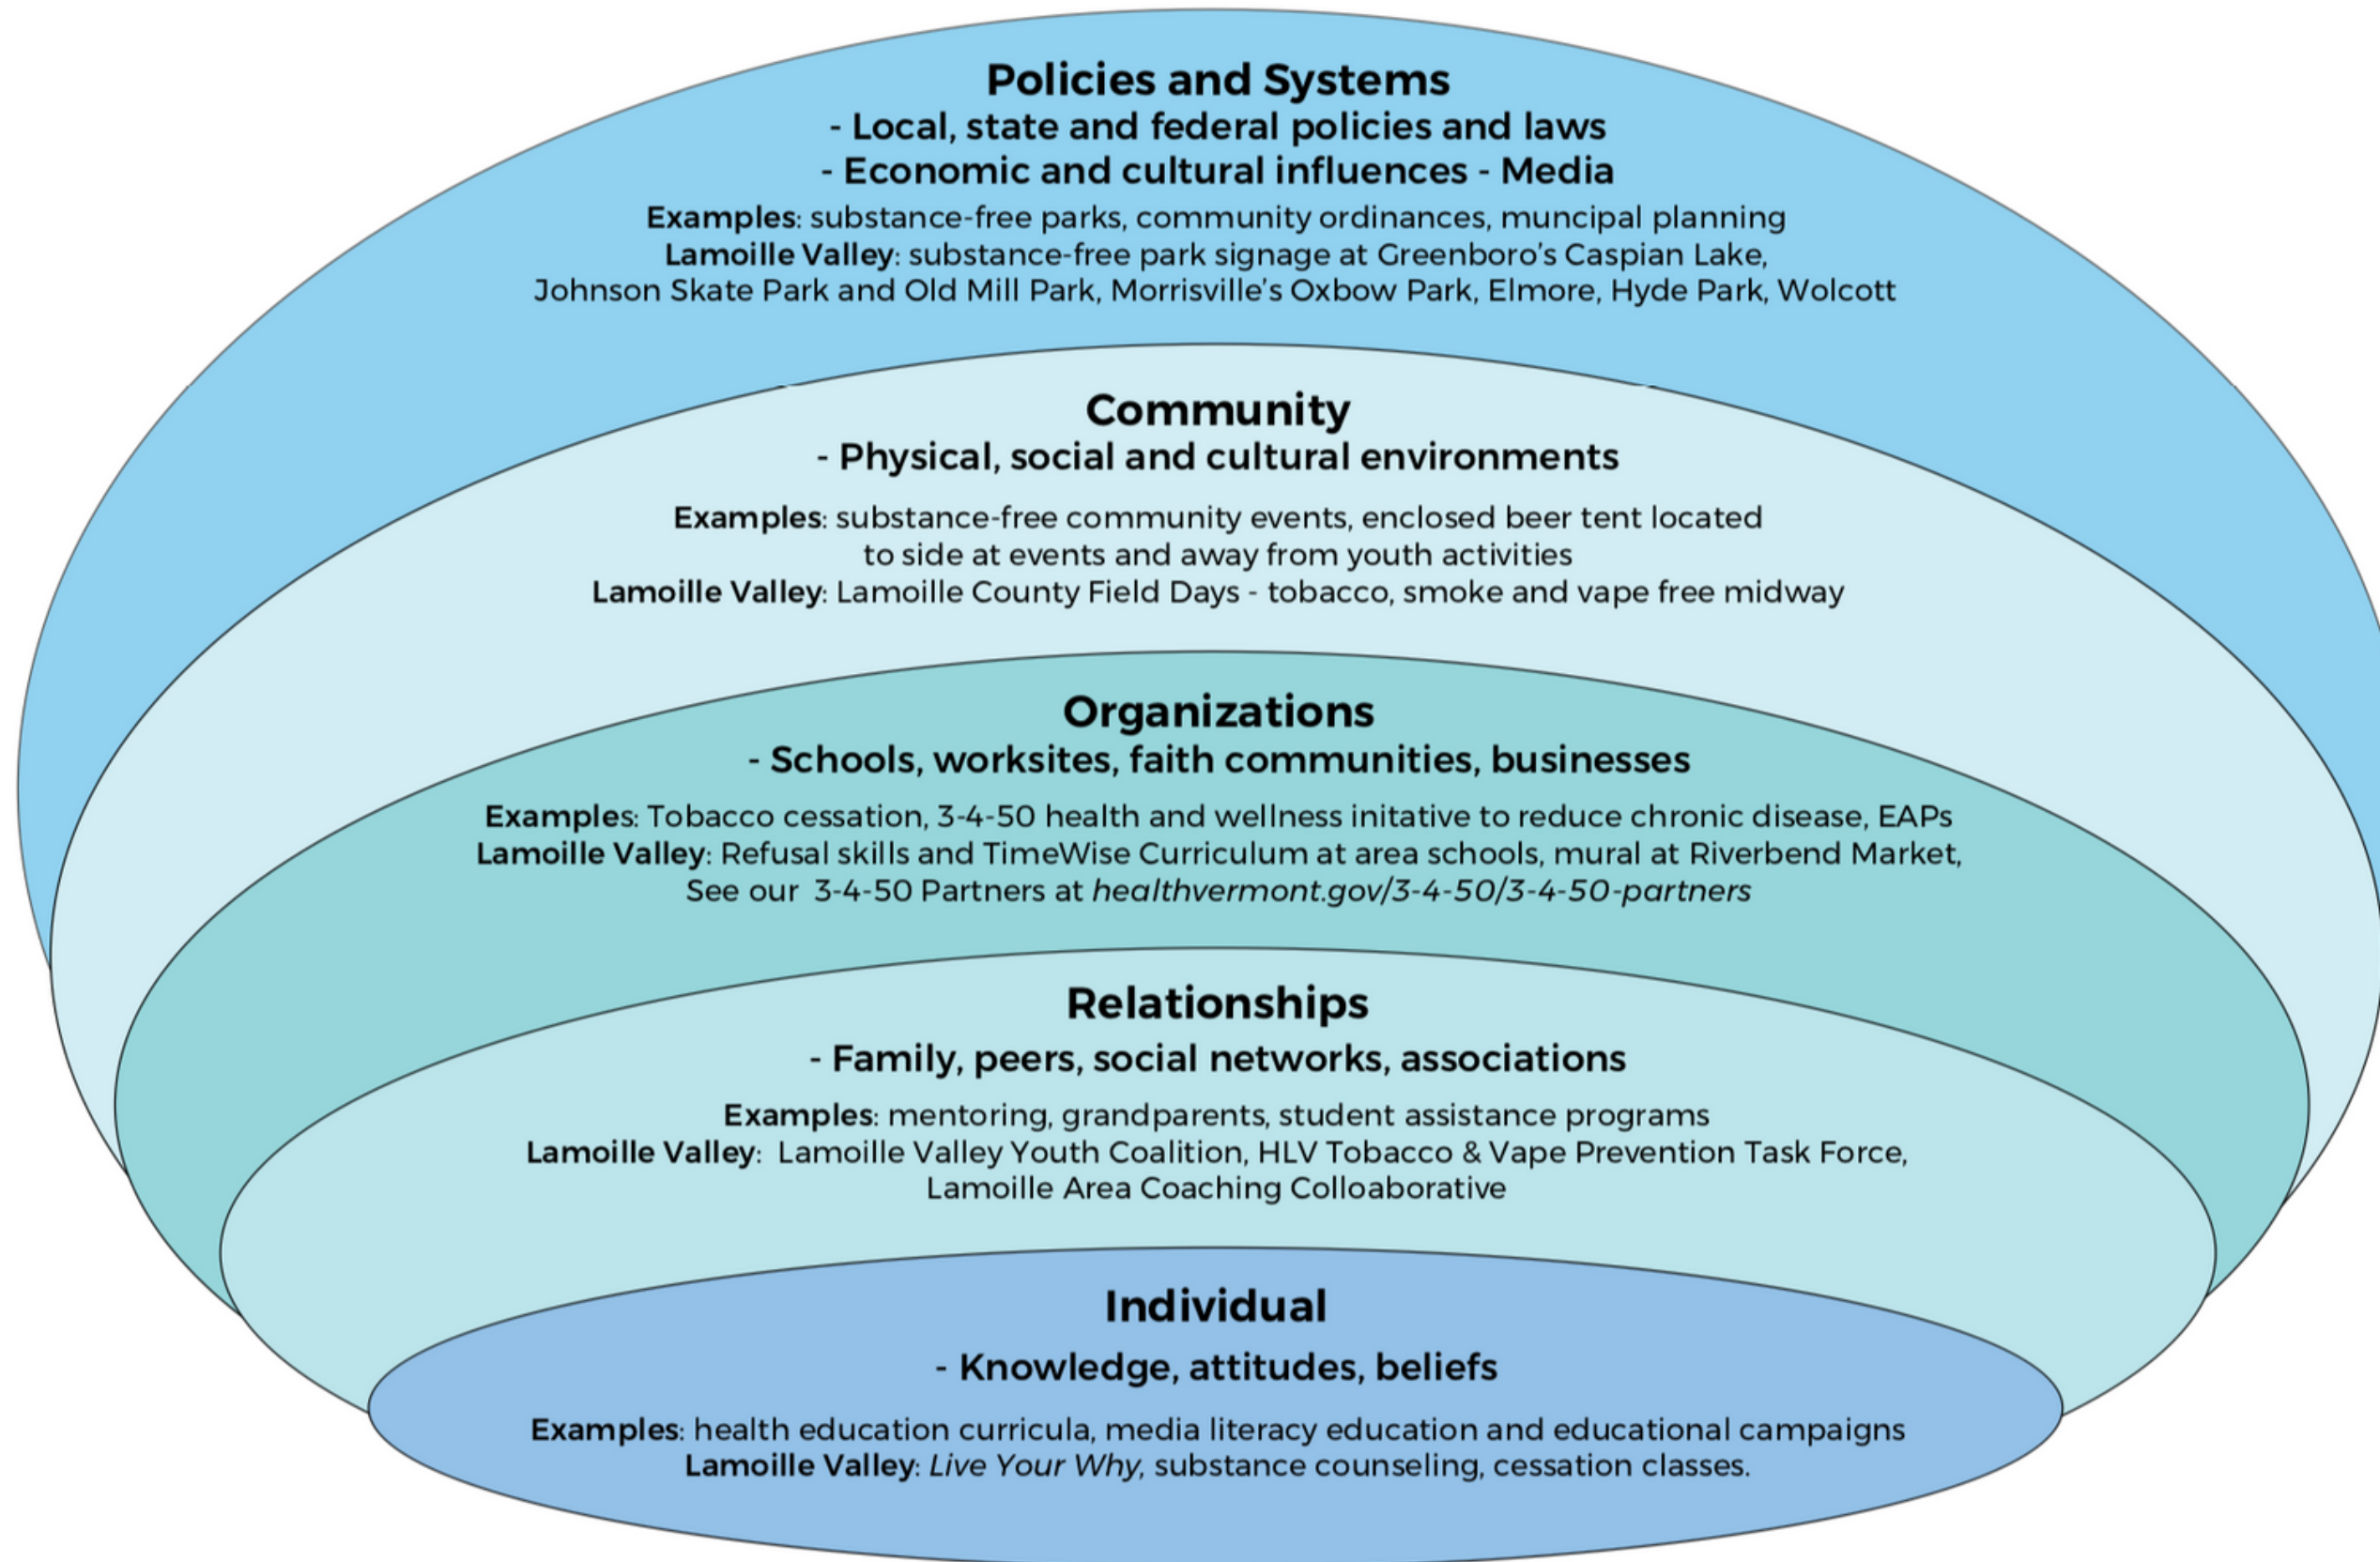 Policies and Systems
- Local, state and federal policies and laws
- Economic and cultural influences - Media
Examples: substance-free parks, community ordinances, muncipal planning
Lamoille Valley: substance-free park signage at Greenboro's Caspian Lake,
Johnson Skate Park and Old Mill Park, Morrisville's Oxbow Park, Elmore, Hyde Park, Wolcott
Community
- Physical, social and cultural environments
Examples: substance-free community events, enclosed beer tent located
to side at events and away from youth activities
Lamoille Valley: Lamoille County Field Days - tobacco, smoke and vape free midway
Organizations
- Schools, worksites, faith communities, businesses
Examples: Tobacco cessation, 3-4-50 health and wellness initative to reduce chronic disease, EAPs
Lamoille Valley: Refusal skills and TimeWise Curriculum at area schools, mural at Riverbend Market,
See our 3-4-50 Partners at healthvermont.gov/3-4-50/3-4-50-partners
Relationships
- Family, peers, social networks, associations
Examples: mentoring, grandparents, student assistance programs
Lamoille Valley: Lamoille Valley Youth Coalition, HLV Tobacco & Vape Prevention Task Force,
Lamoille Area Coaching Colloaborative
Individual
- Knowledge, attitudes, beliefs
Examples: health education curricula, media literacy education and educational campaigns
Lamoille Valley: Live Your Why, substance counseling, cessation classes.